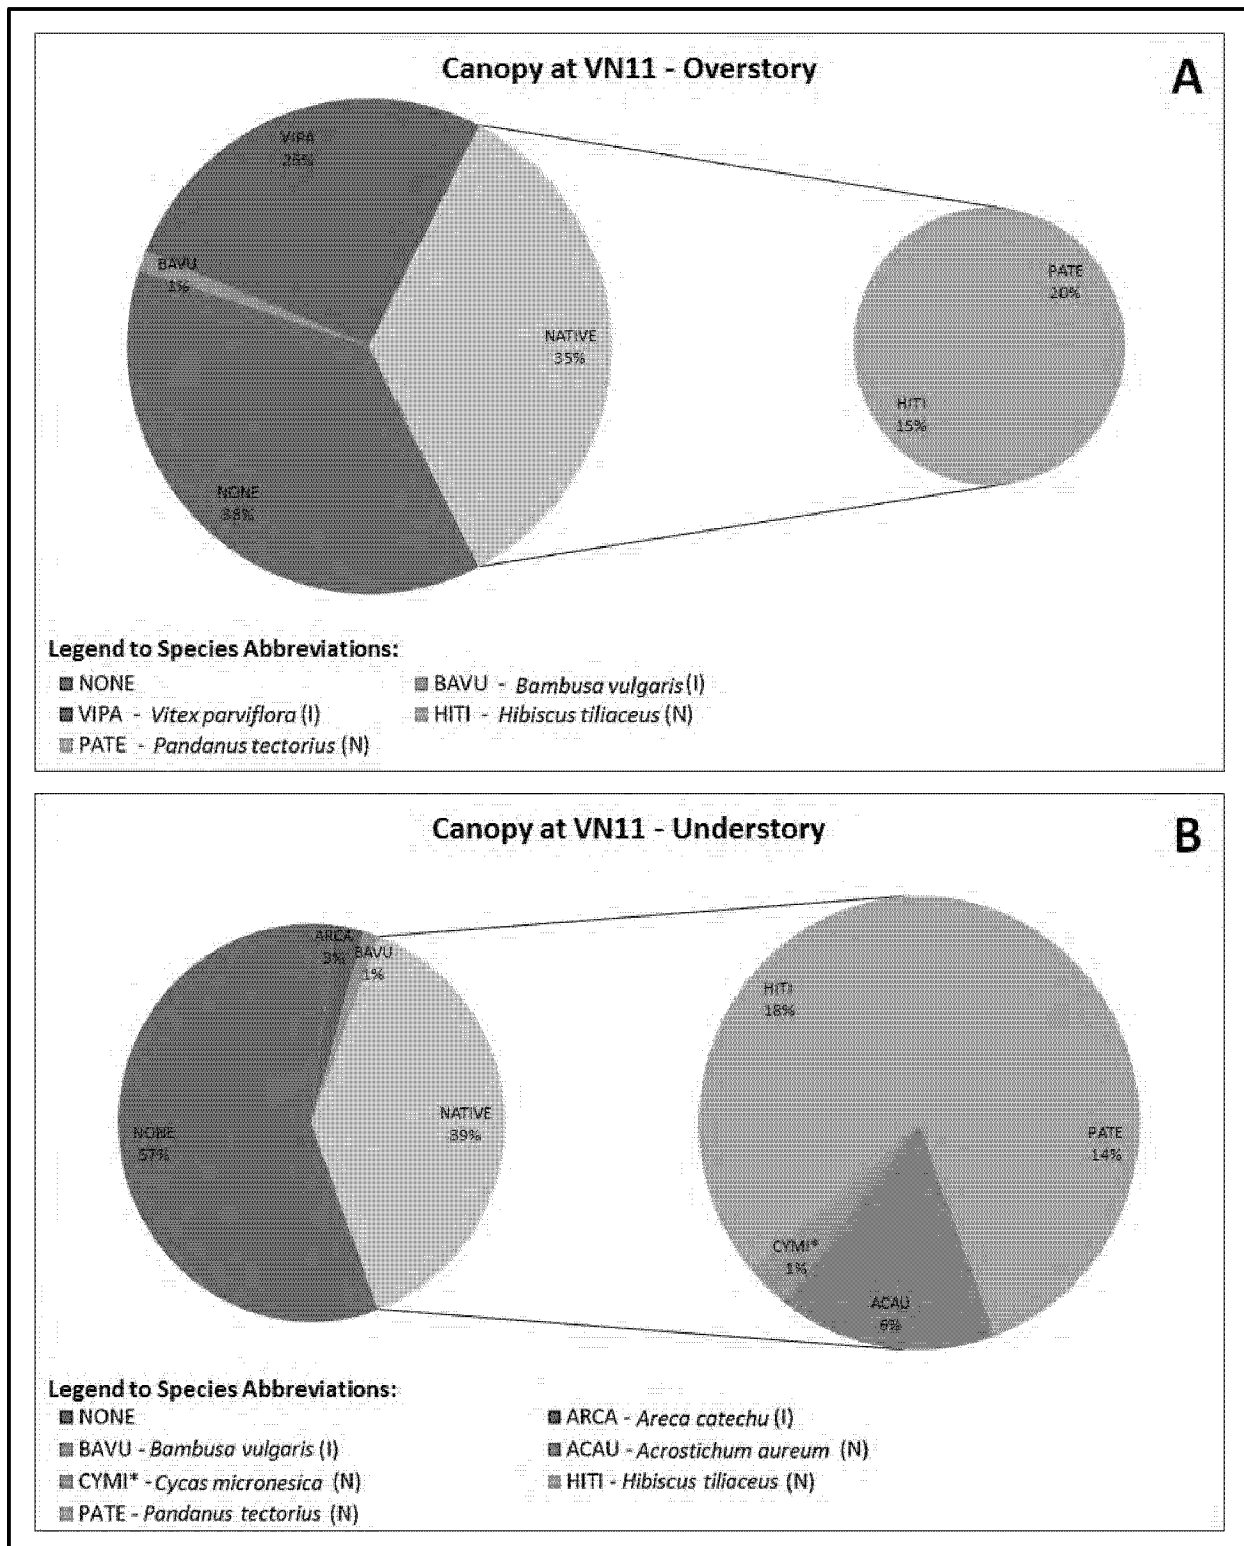 Canopy at VN11 - Overstory
A
VIPA
BAVU
1%
NATIVE
35%
NONE
38%
PATE
20%
HITI
15%
Legend to Species Abbreviations:
NONE
BAVU - Bambusa vulgaris (I)
VIPA - Vitex parviflora (I)
HITI - Hibiscus tiliaceus (N)
PATE - Pandanus tectorius (N)
Canopy at VN11 - Understory
B
ARCA
3%
BAVU
1%
NATIVE
39%
NONE
57%
HITI
18%
PATE
14%
CYMI*
1%
ACAU
6%
Legend to Species Abbreviations:
NONE
ARCA - Areca catechu (I)
BAVU - Bambusa vulgaris (I)
ACAU - Acrostichum aureum (N)
CYMI* - Cycas micronesica (N)
HITI - Hibiscus tiliaceus (N)
PATE - Pandanus tectorius (N)